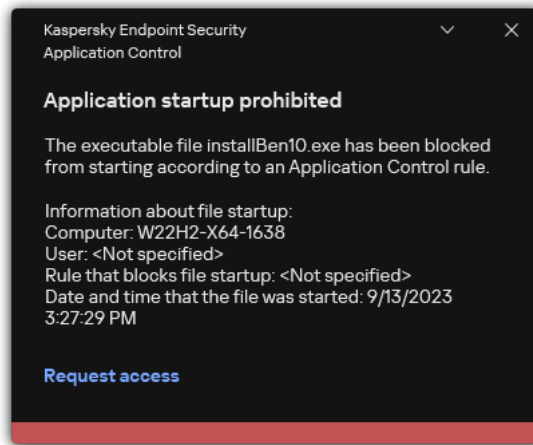 Kaspersky Endpoint Security
Application Control
Application startup prohibited
The executable file installBen10.exe has been blocked
from starting according to an Application Control rule.
Information about file startup:
Computer: W22H2-X64-1638
User: <Not specified>
Rule that blocks file startup: <Not specified>
Date and time that the file was started: 9/13/2023
3:27:29 PM
Request access